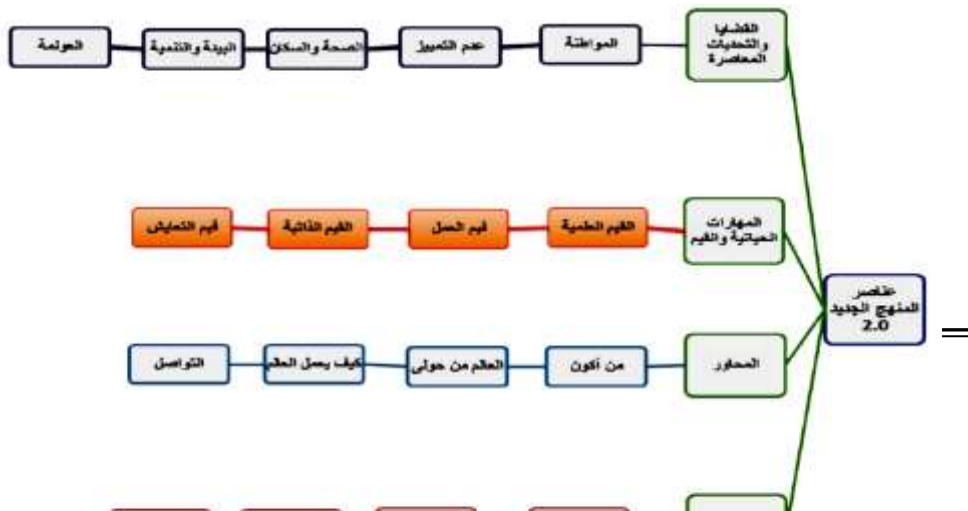 عناصر
المنهج الجديد
2.0
القضايا
والتحديات
المعاصرة
المواطنة
عدم التمييز
الصحة والسكان
البيئة والتنمية
العولمة
المهارات
الحياتية والقيم
القيم العلمية
قيم العمل
القيم الذاتية
قيم التعايش
المحاور
من أكون
العالم من حولى
كيف يعمل العالم
التواصل